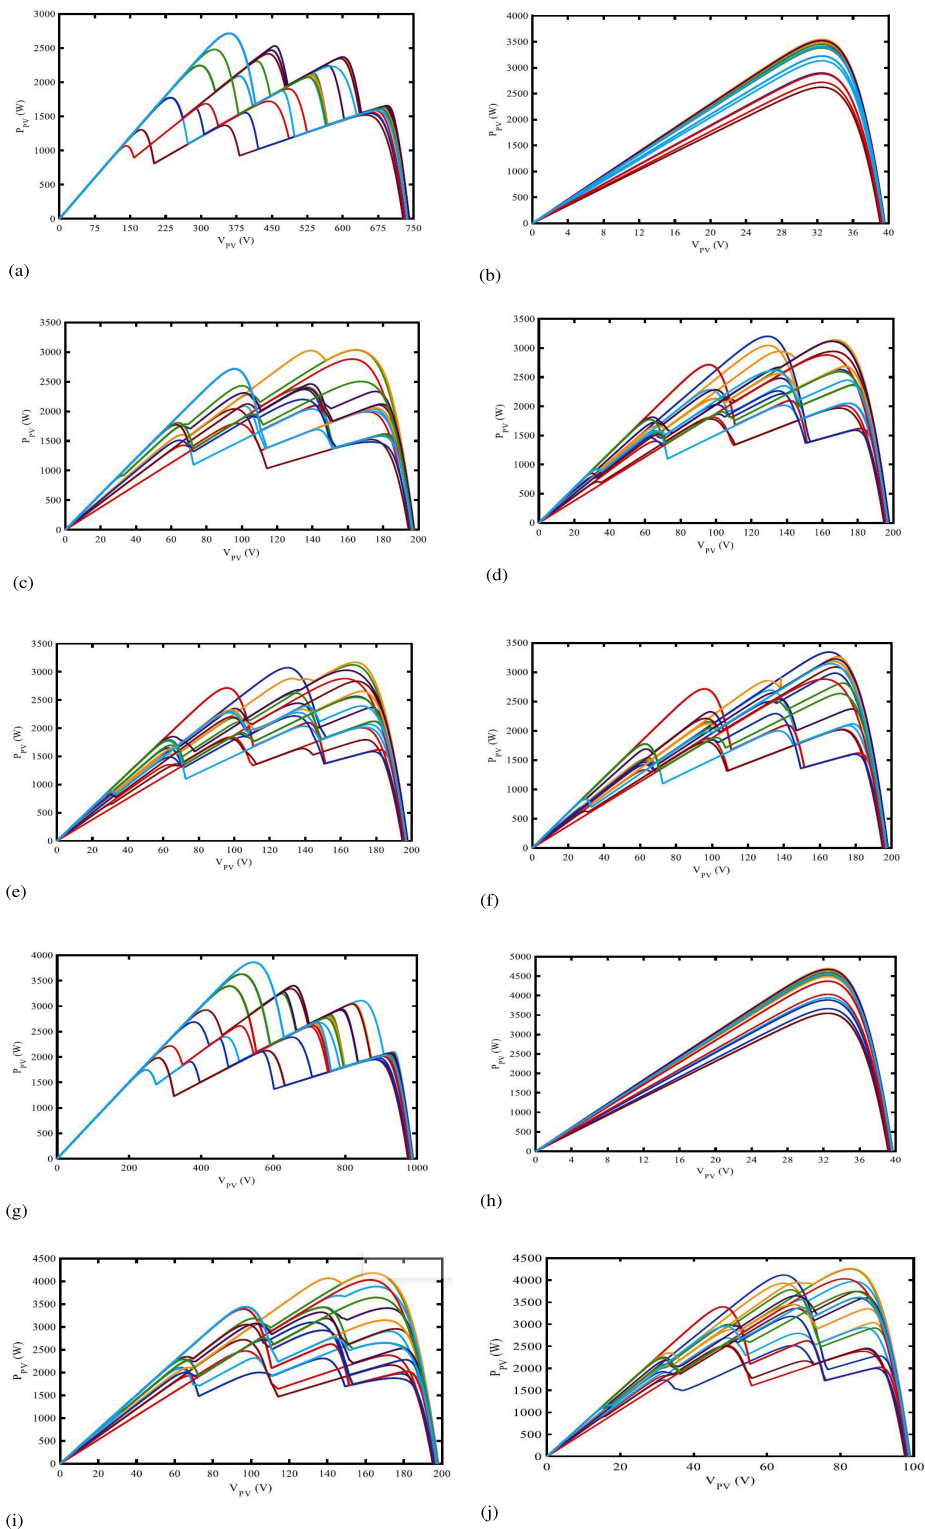 3000
2500
2000
1500
1000
500
0
P_PV (W)
0 75 150 225 300 375 450 525 600 675 750
V_PV (V)
(a)
4000
3500
3000
2500
2000
1500
1000
500
0
P_PV (W)
0 4 8 12 16 20 24 28 32 36 40
V_PV (V)
(b)
3500
3000
2500
2000
1500
1000
500
0
P_PV (W)
0 20 40 60 80 100 120 140 160 180 200
V_PV (V)
(c)
3500
3000
2500
2000
1500
1000
500
0
P_PV (W)
0 20 40 60 80 100 120 140 160 180 200
V_PV (V)
(d)
3500
3000
2500
2000
1500
1000
500
0
P_PV (W)
0 20 40 60 80 100 120 140 160 180 200
V_PV (V)
(e)
3500
3000
2500
2000
1500
1000
500
0
P_PV (W)
0 20 40 60 80 100 120 140 160 180 200
V_PV (V)
(f)
4000
3500
3000
2500
2000
1500
1000
500
0
P_PV (W)
0 200 400 600 800 1000
V_PV (V)
(g)
5000
4500
4000
3500
3000
2500
2000
1500
1000
500
0
P_PV (W)
0 4 8 12 16 20 24 28 32 36 40
V_PV (V)
(h)
4500
4000
3500
3000
2500
2000
1500
1000
500
0
P_PV (W)
0 20 40 60 80 100 120 140 160 180 200
V_PV (V)
(i)
4500
4000
3500
3000
2500
2000
1500
1000
500
0
P_PV (W)
0 20 40 60 80 100
V_PV (V)
(j)